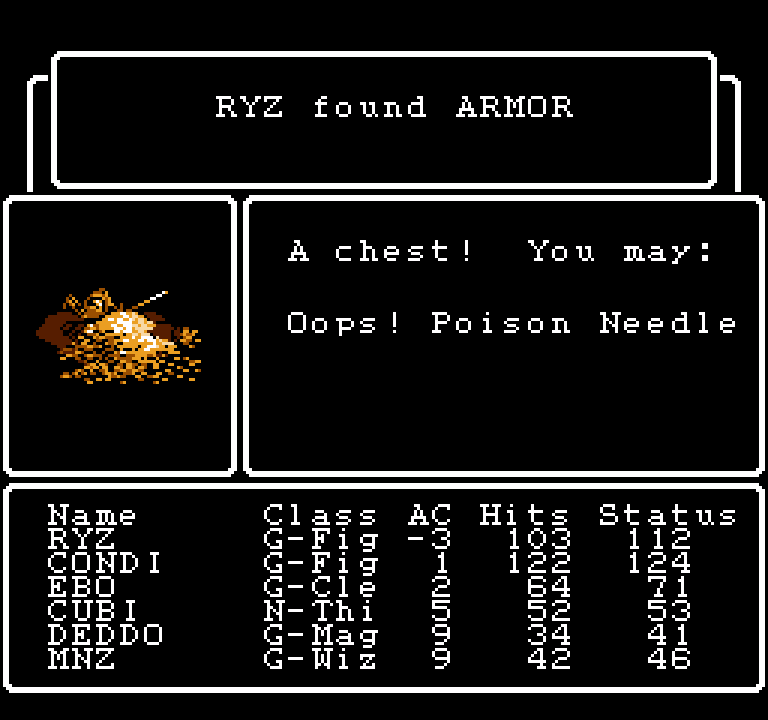 RYZ found ARMOR
A chest! You may:
Oops! Poison Needle
Name Class AC Hits Status
RYZ G-Fig -3 103 112
CONDI G-Fig 1 122 124
EBO G-Cle 2 64 71
CUBI N-Thi 5 52 53
DEDDO G-Mag 9 34 41
MNZ G-Wiz 9 42 46